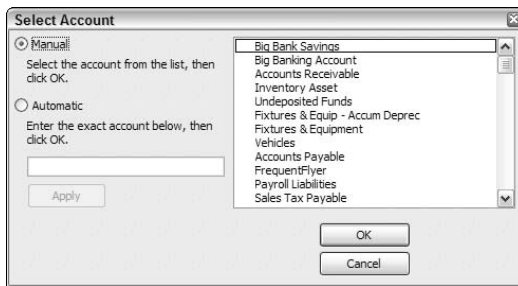 Select Account
Manual
Select the account from the list, then
click OK.
Automatic
Enter the exact account below, then
click OK.
Apply
Big Bank Savings
Big Banking Account
Accounts Receivable
Inventory Asset
Undeposited Funds
Fixtures & Equip - Accum Deprec
Fixtures & Equipment
Vehicles
Accounts Payable
FrequentFlyer
Payroll Liabilities
Sales Tax Payable
OK
Cancel